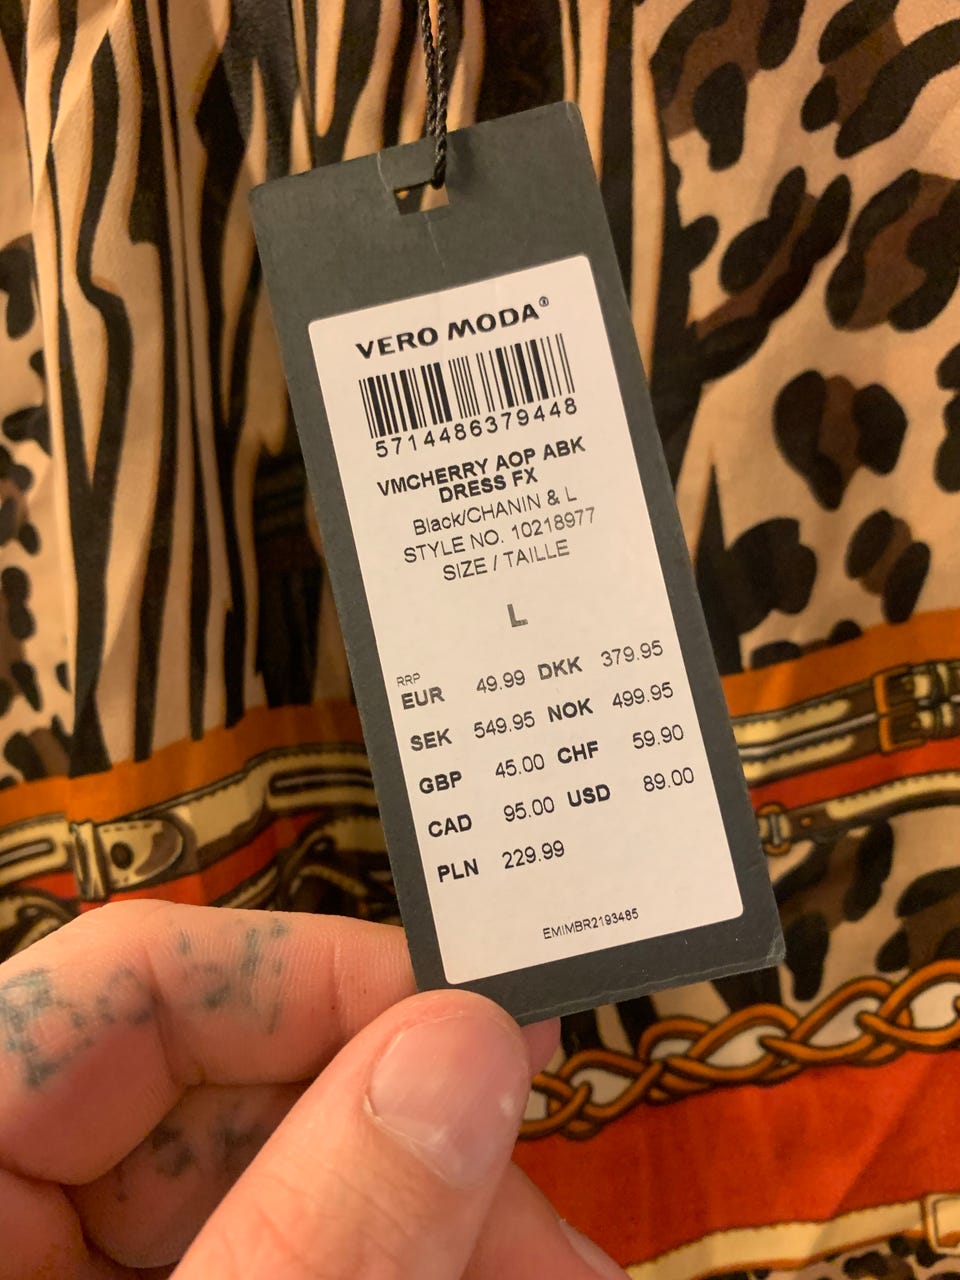 VERO MODA®
5714486379448
VMCHERRY AOP ABK
DRESS FX
Black/CHANIN & L
STYLE NO. 10218977
SIZE / TAILLE
L
RRP
EUR 49.99 DKK 379.95
SEK 549.95 NOK 499.95
GBP 45.00 CHF 59.90
CAD 95.00 USD 89.00
PLN 229.99
EMIMBR2193485